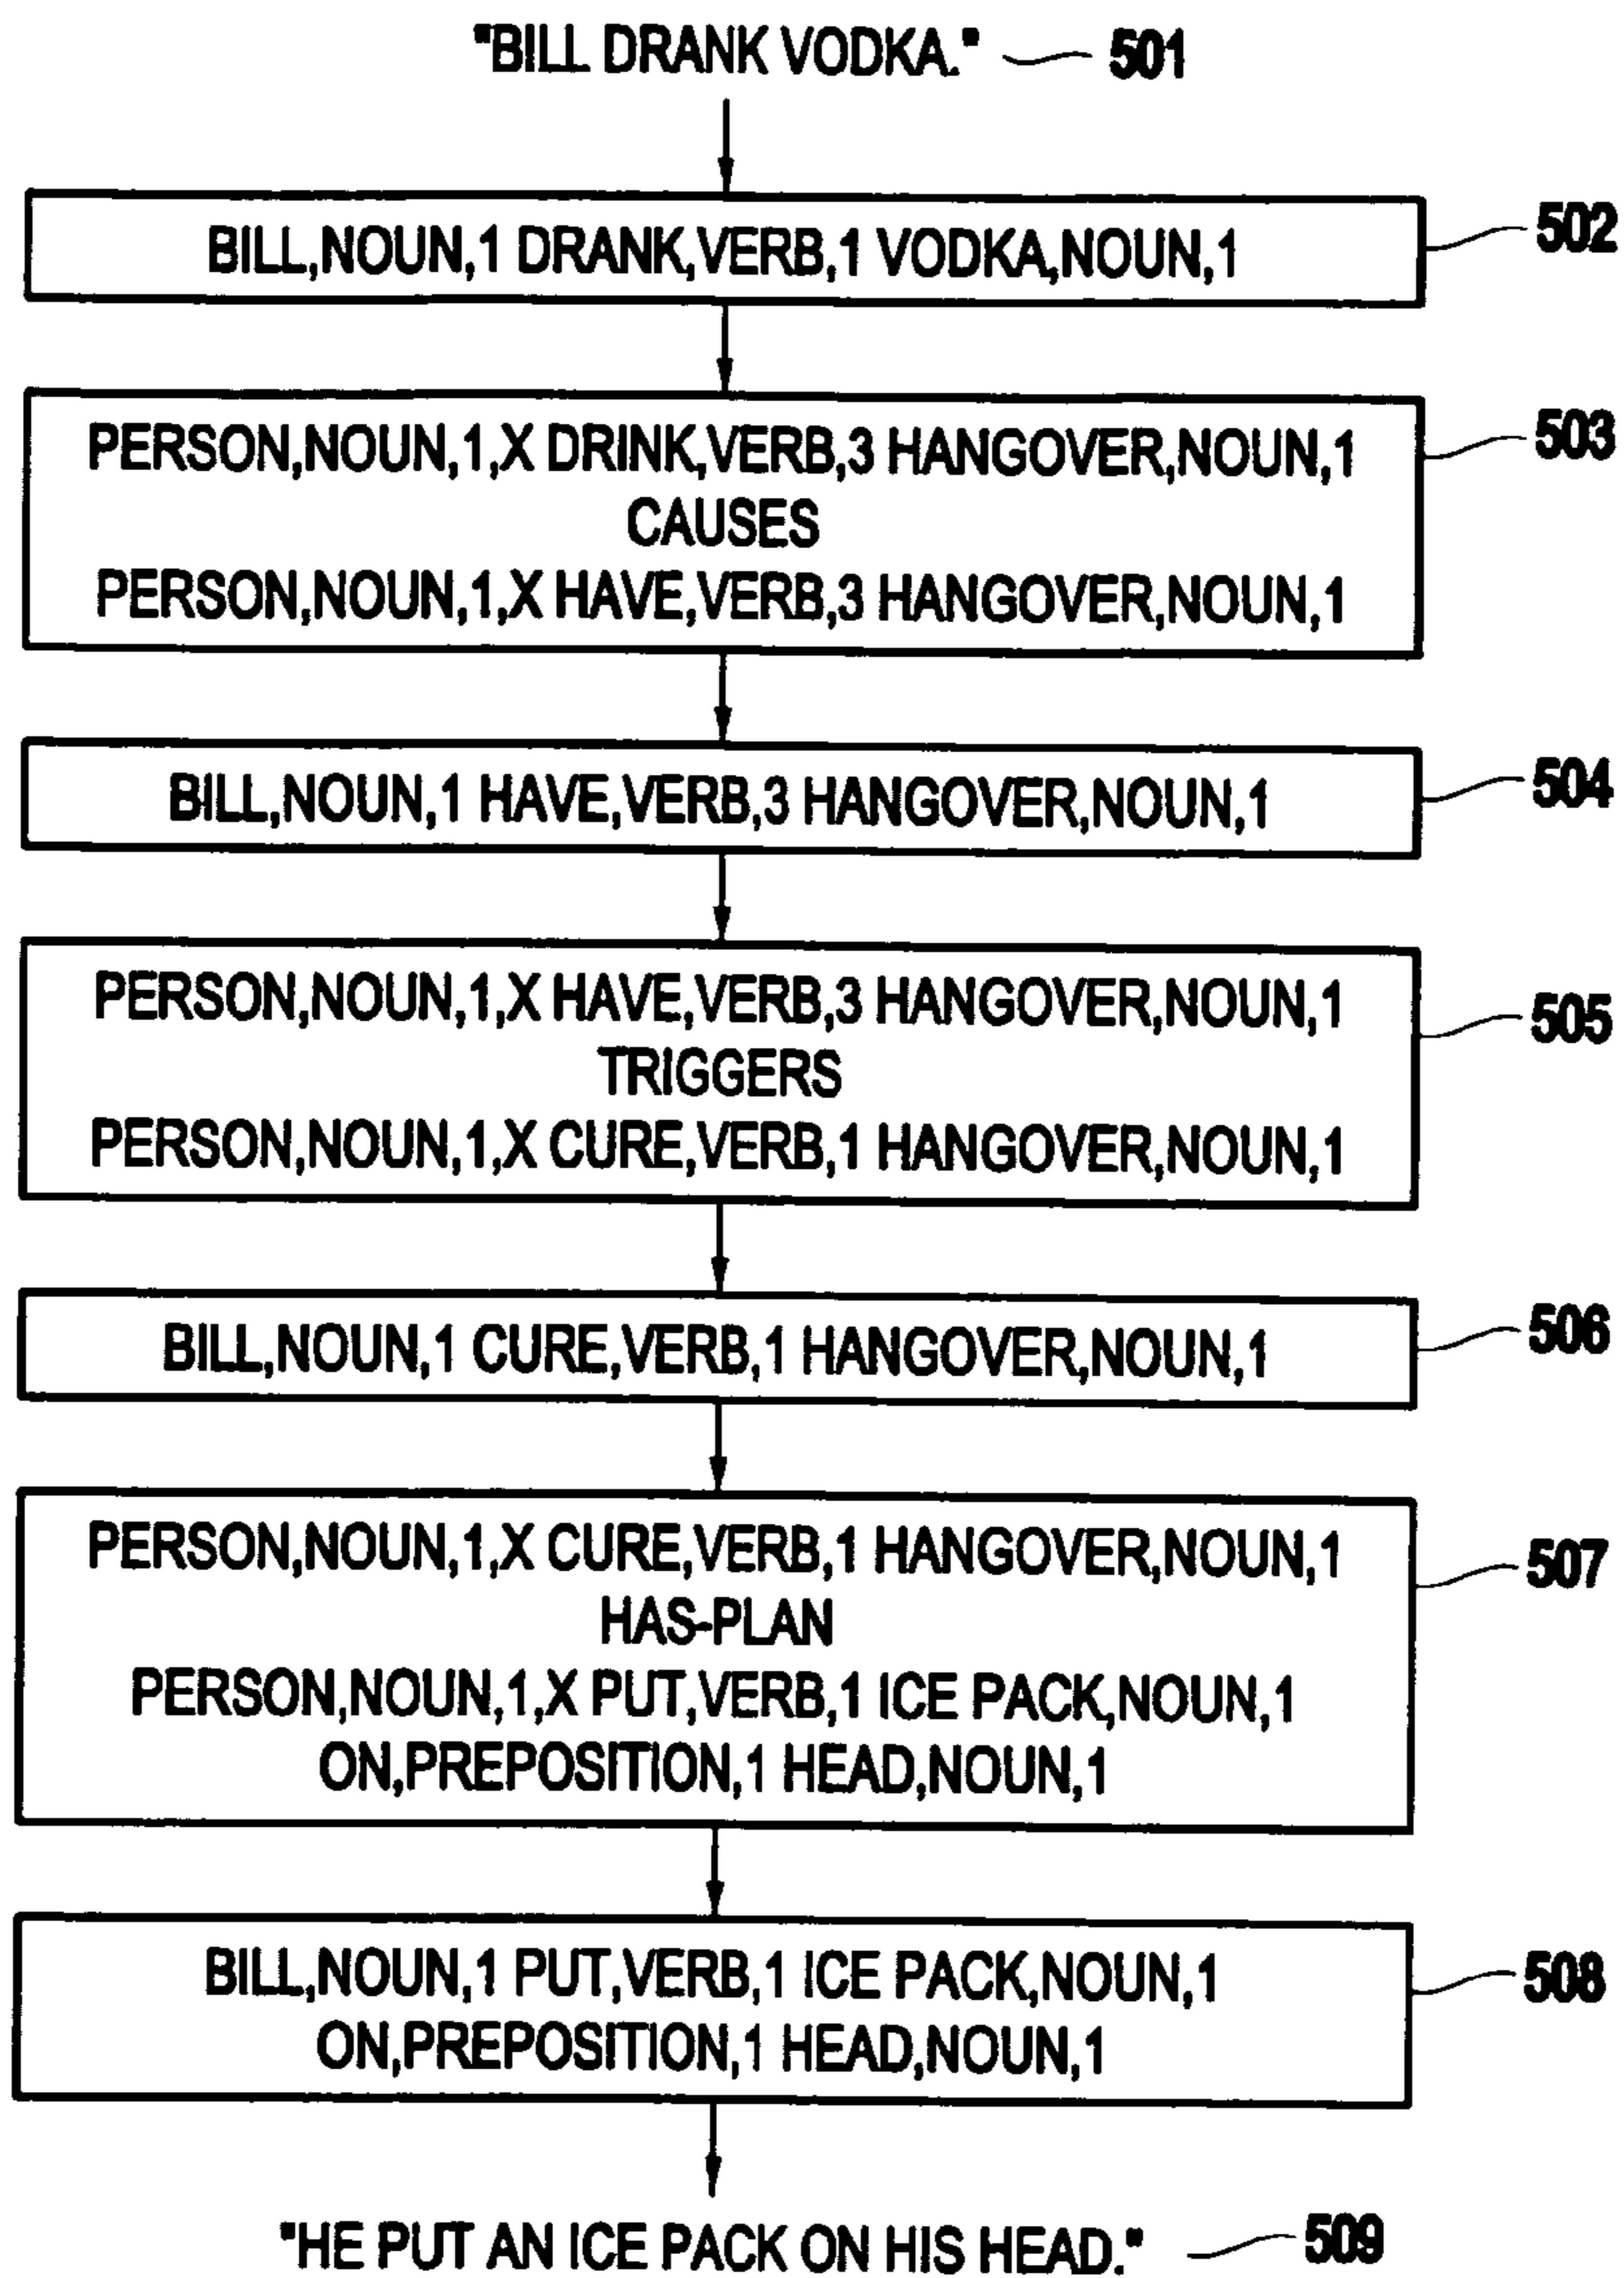 "BILL DRANK VODKA." 501
BILL,NOUN,1 DRANK,VERB,1 VODKA,NOUN,1 502
PERSON,NOUN,1,X DRINK,VERB,3 HANGOVER,NOUN,1 503
CAUSES
PERSON,NOUN,1,X HAVE,VERB,3 HANGOVER,NOUN,1
BILL,NOUN,1 HAVE,VERB,3 HANGOVER,NOUN,1 504
PERSON,NOUN,1,X HAVE,VERB,3 HANGOVER,NOUN,1 505
TRIGGERS
PERSON,NOUN,1,X CURE,VERB,1 HANGOVER,NOUN,1
BILL,NOUN,1 CURE,VERB,1 HANGOVER,NOUN,1 506
PERSON,NOUN,1,X CURE,VERB,1 HANGOVER,NOUN,1 507
HAS-PLAN
PERSON,NOUN,1,X PUT,VERB,1 ICE PACK,NOUN,1
ON,PREPOSITION,1 HEAD,NOUN,1
BILL,NOUN,1 PUT,VERB,1 ICE PACK,NOUN,1 508
ON,PREPOSITION,1 HEAD,NOUN,1
"HE PUT AN ICE PACK ON HIS HEAD." 509